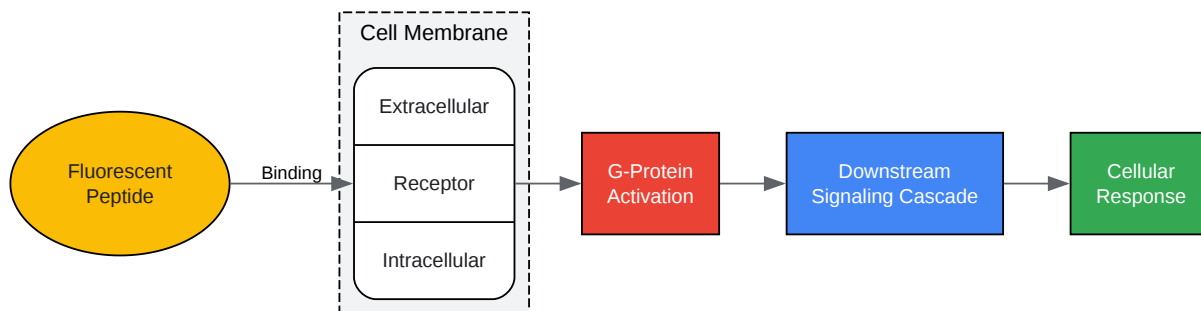 Cell Membrane
Fluorescent
Peptide
Binding
Extracellular
Receptor
Intracellular
G-Protein
Activation
Downstream
Signaling Cascade
Cellular
Response